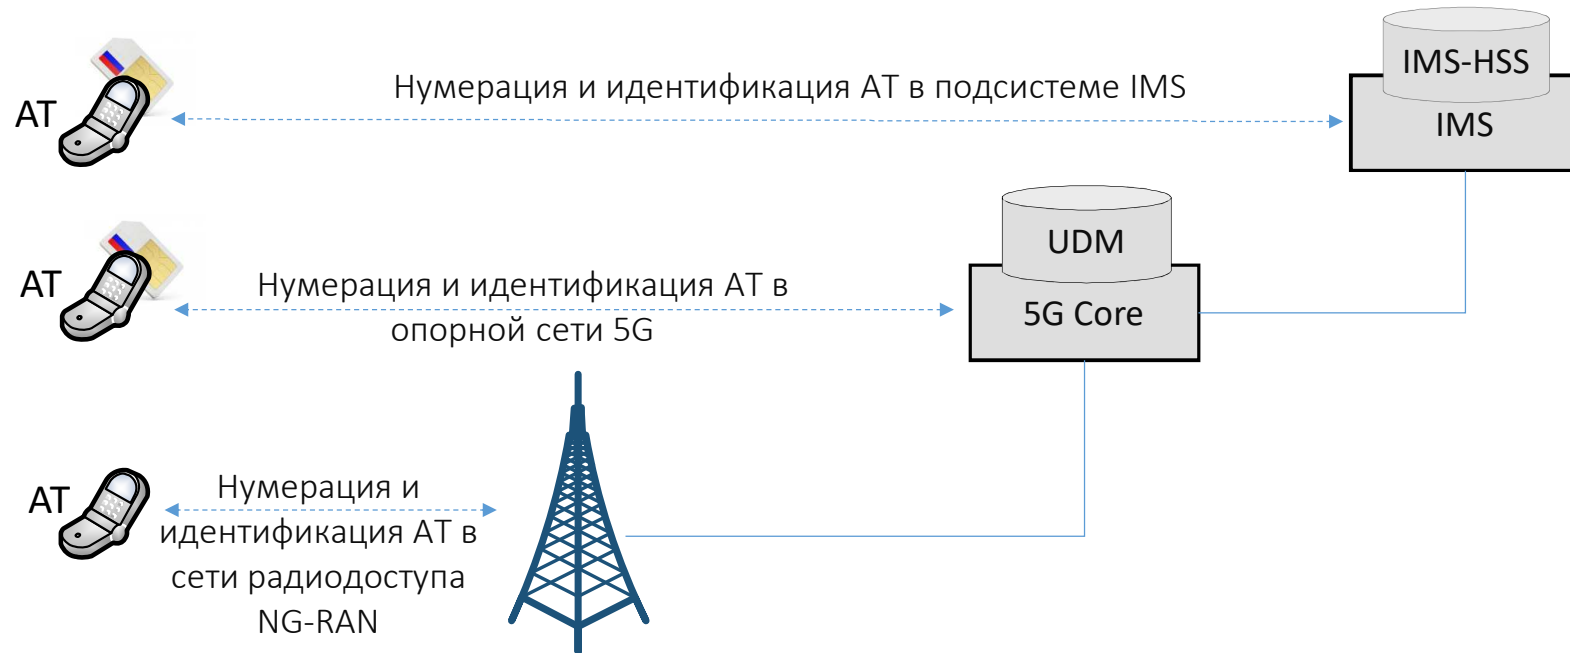 IMS-HSS
АТ
Нумерация и идентификация АТ в подсистеме IMS
IMS
UDM
АТ
Нумерация и идентификация АТ в
опорной сети 5G
5G Core
АТ
Нумерация и
идентификация АТ в
сети радиодоступа
NG-RAN